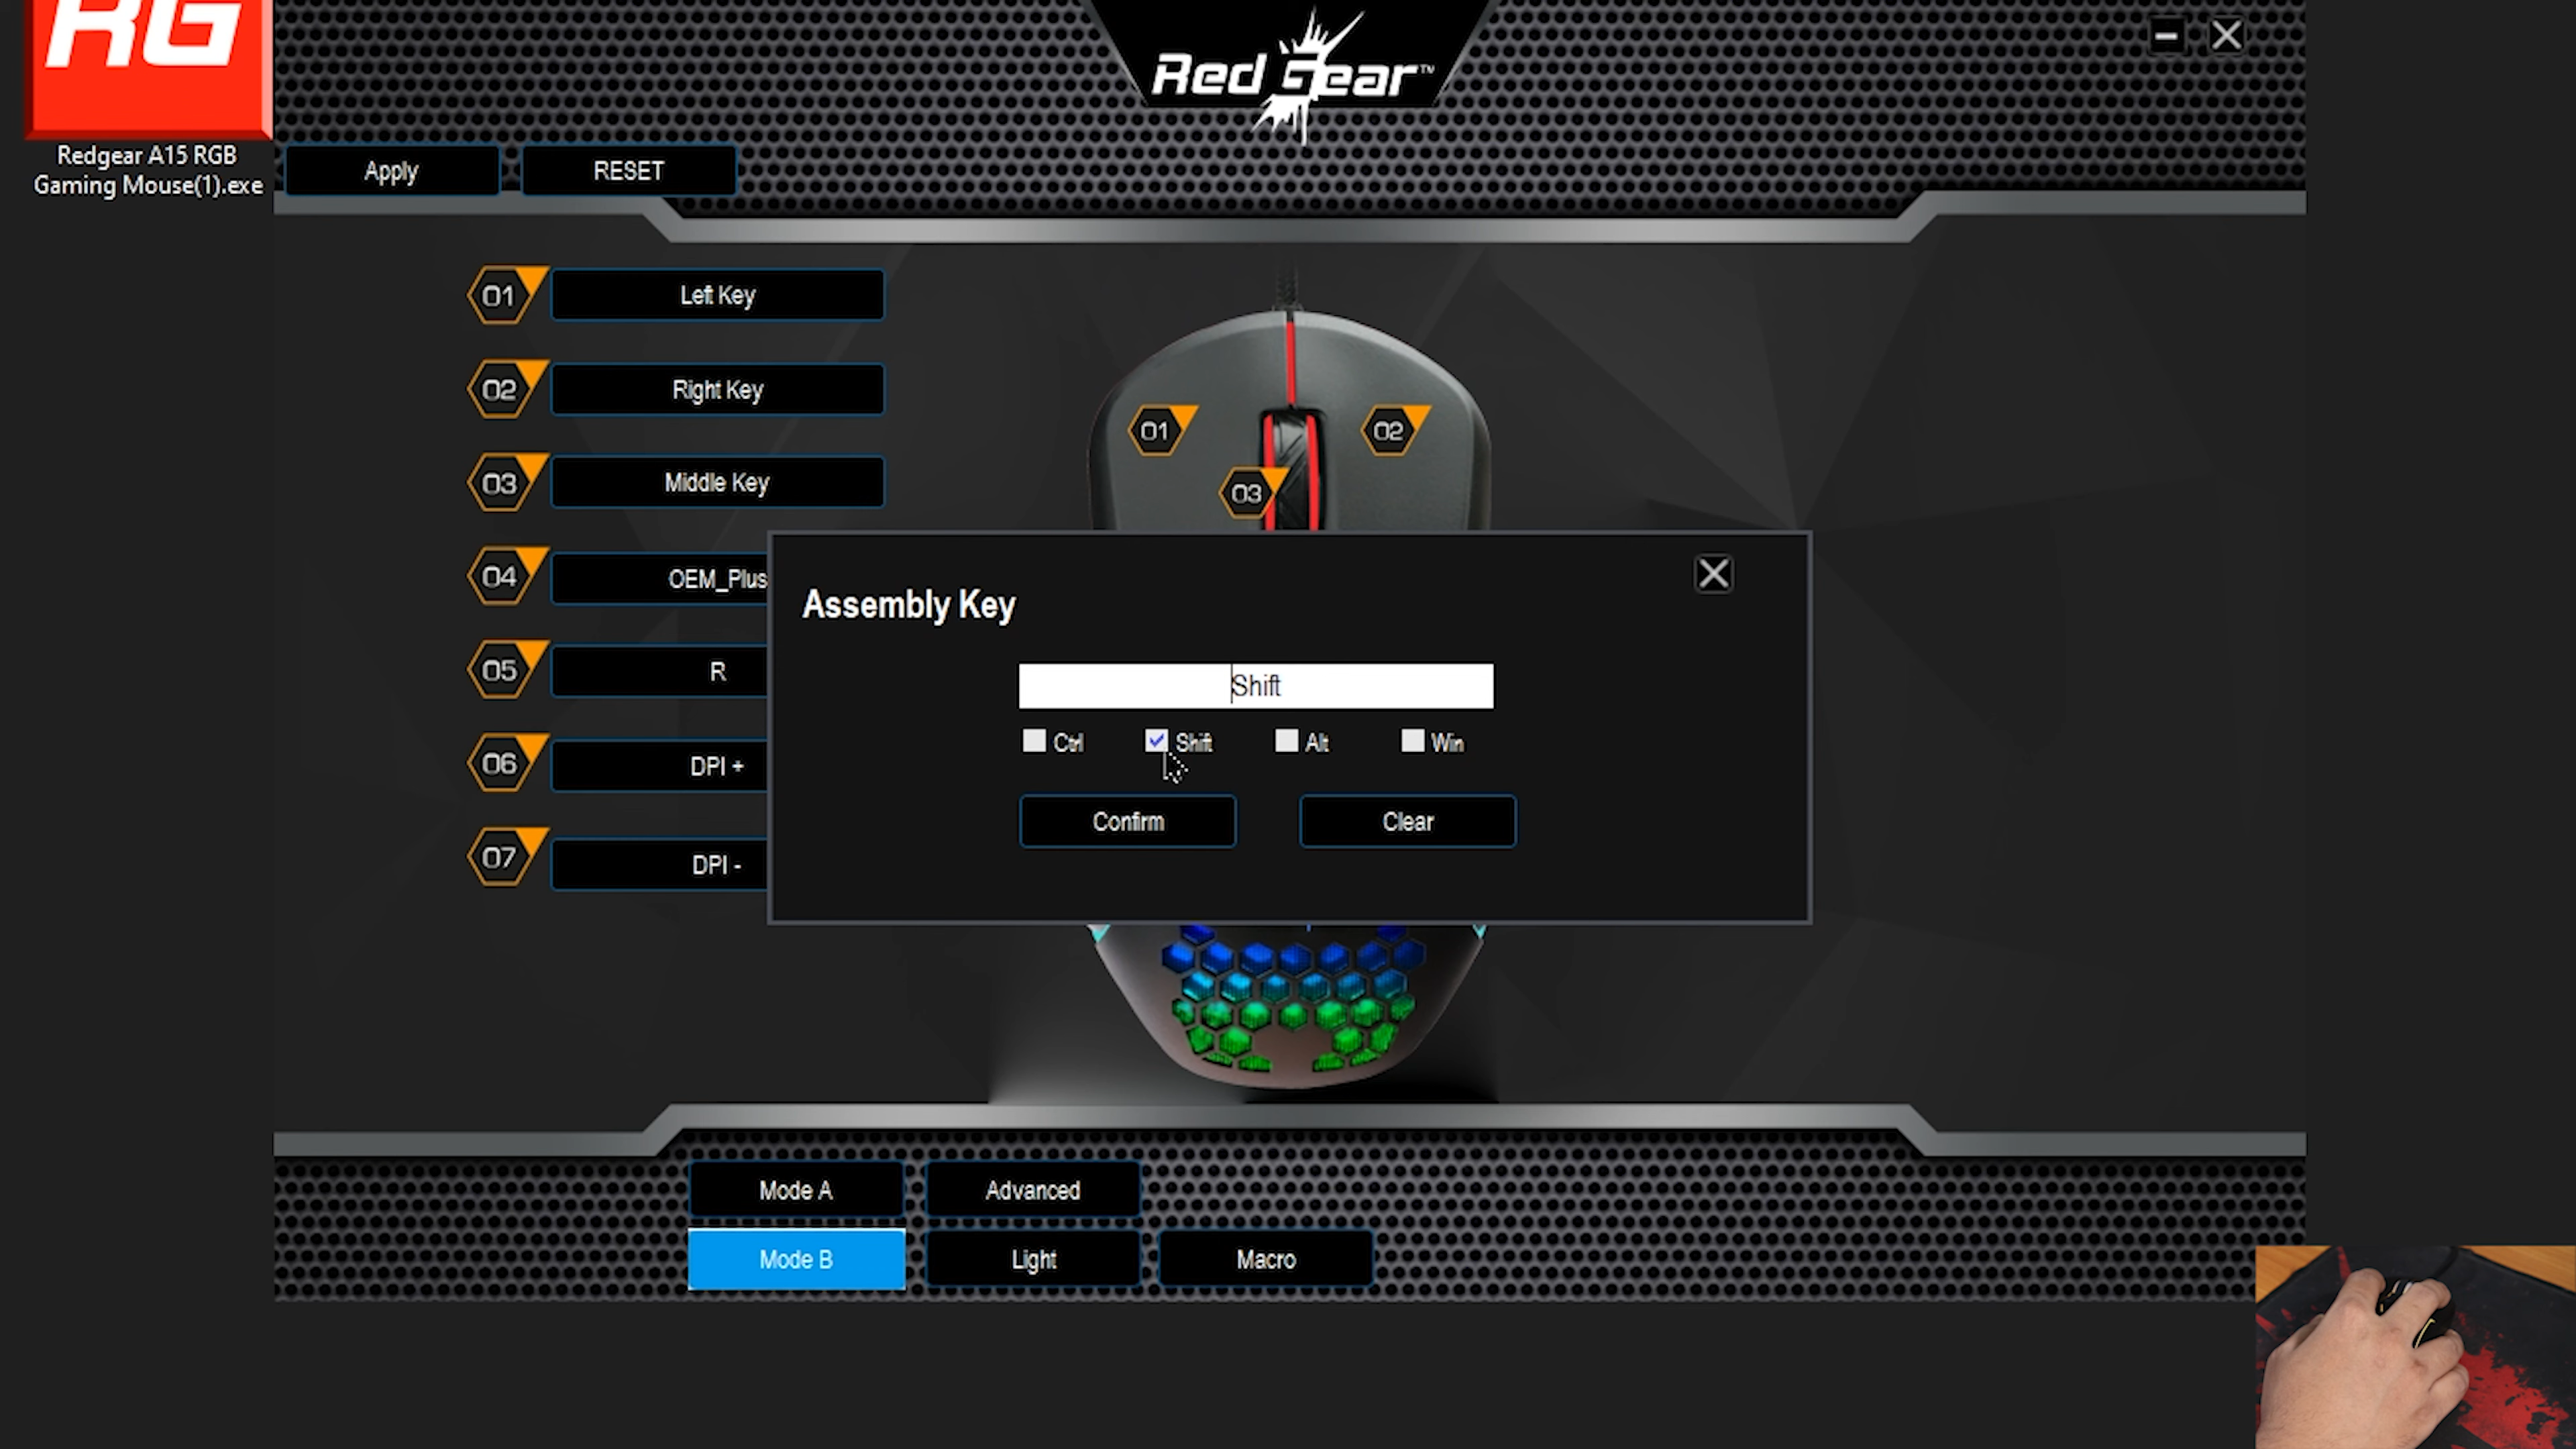 RG
Redgear A15 RGB
Gaming Mouse(1).exe
Red Gear™
Apply
RESET
01 Left Key
02 Right Key
03 Middle Key
04 OEM_Plus
05 R
06 DPI +
07 DPI -
01
02
03
Assembly Key
Shift
Ctrl Shift Alt Win
Confirm Clear
Mode A Advanced
Mode B Light Macro